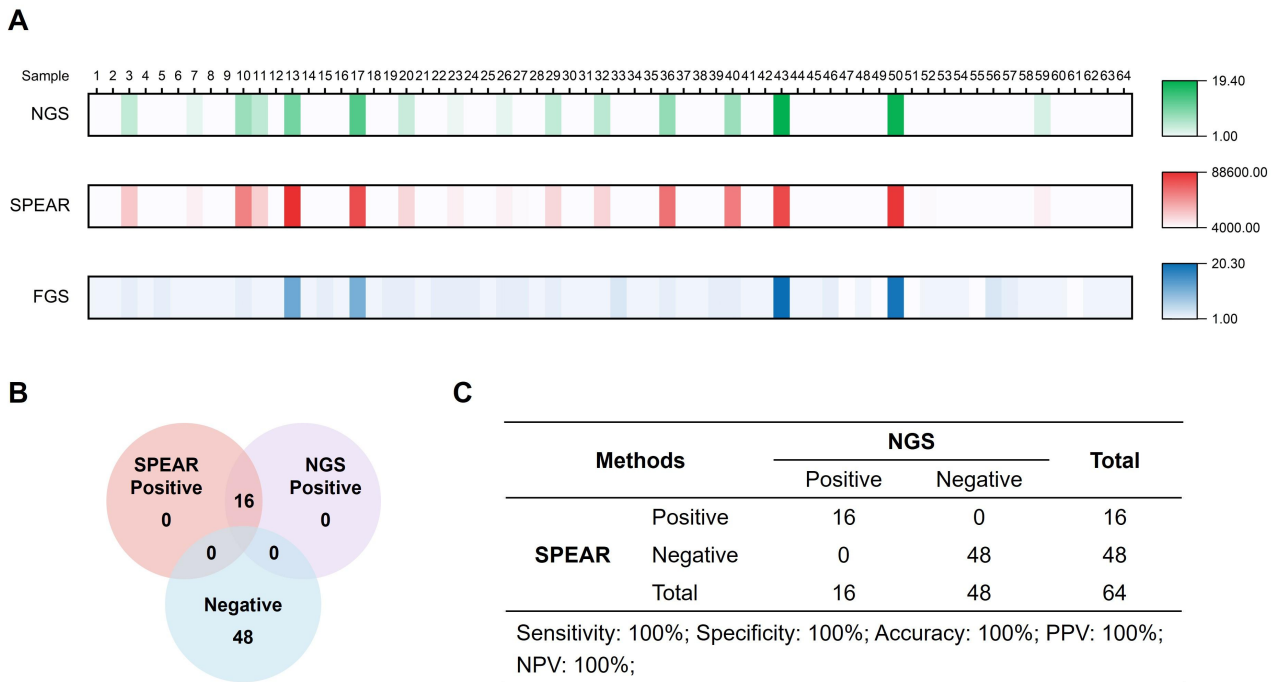 A
Sample 1 2 3 4 5 6 7 8 9 10 11 12 13 14 15 16 17 18 19 20 21 22 23 24 25 26 27 28 29 30 31 32 33 34 35 36 37 38 39 40 41 42 43 44 45 46 47 48 49 50 51 52 53 54 55 56 57 58 59 60 61 62 63 64
NGS
19.40
1.00
SPEAR
88600.00
4000.00
FGS
20.30
1.00
B
SPEAR
Positive
0
16
NGS
Positive
0
0
0
Negative
48
C
Methods NGS Total
Positive Negative
SPEAR
Positive 16 0 16
Negative 0 48 48
Total 16 48 64
Sensitivity: 100%; Specificity: 100%; Accuracy: 100%; PPV: 100%;
NPV: 100%;